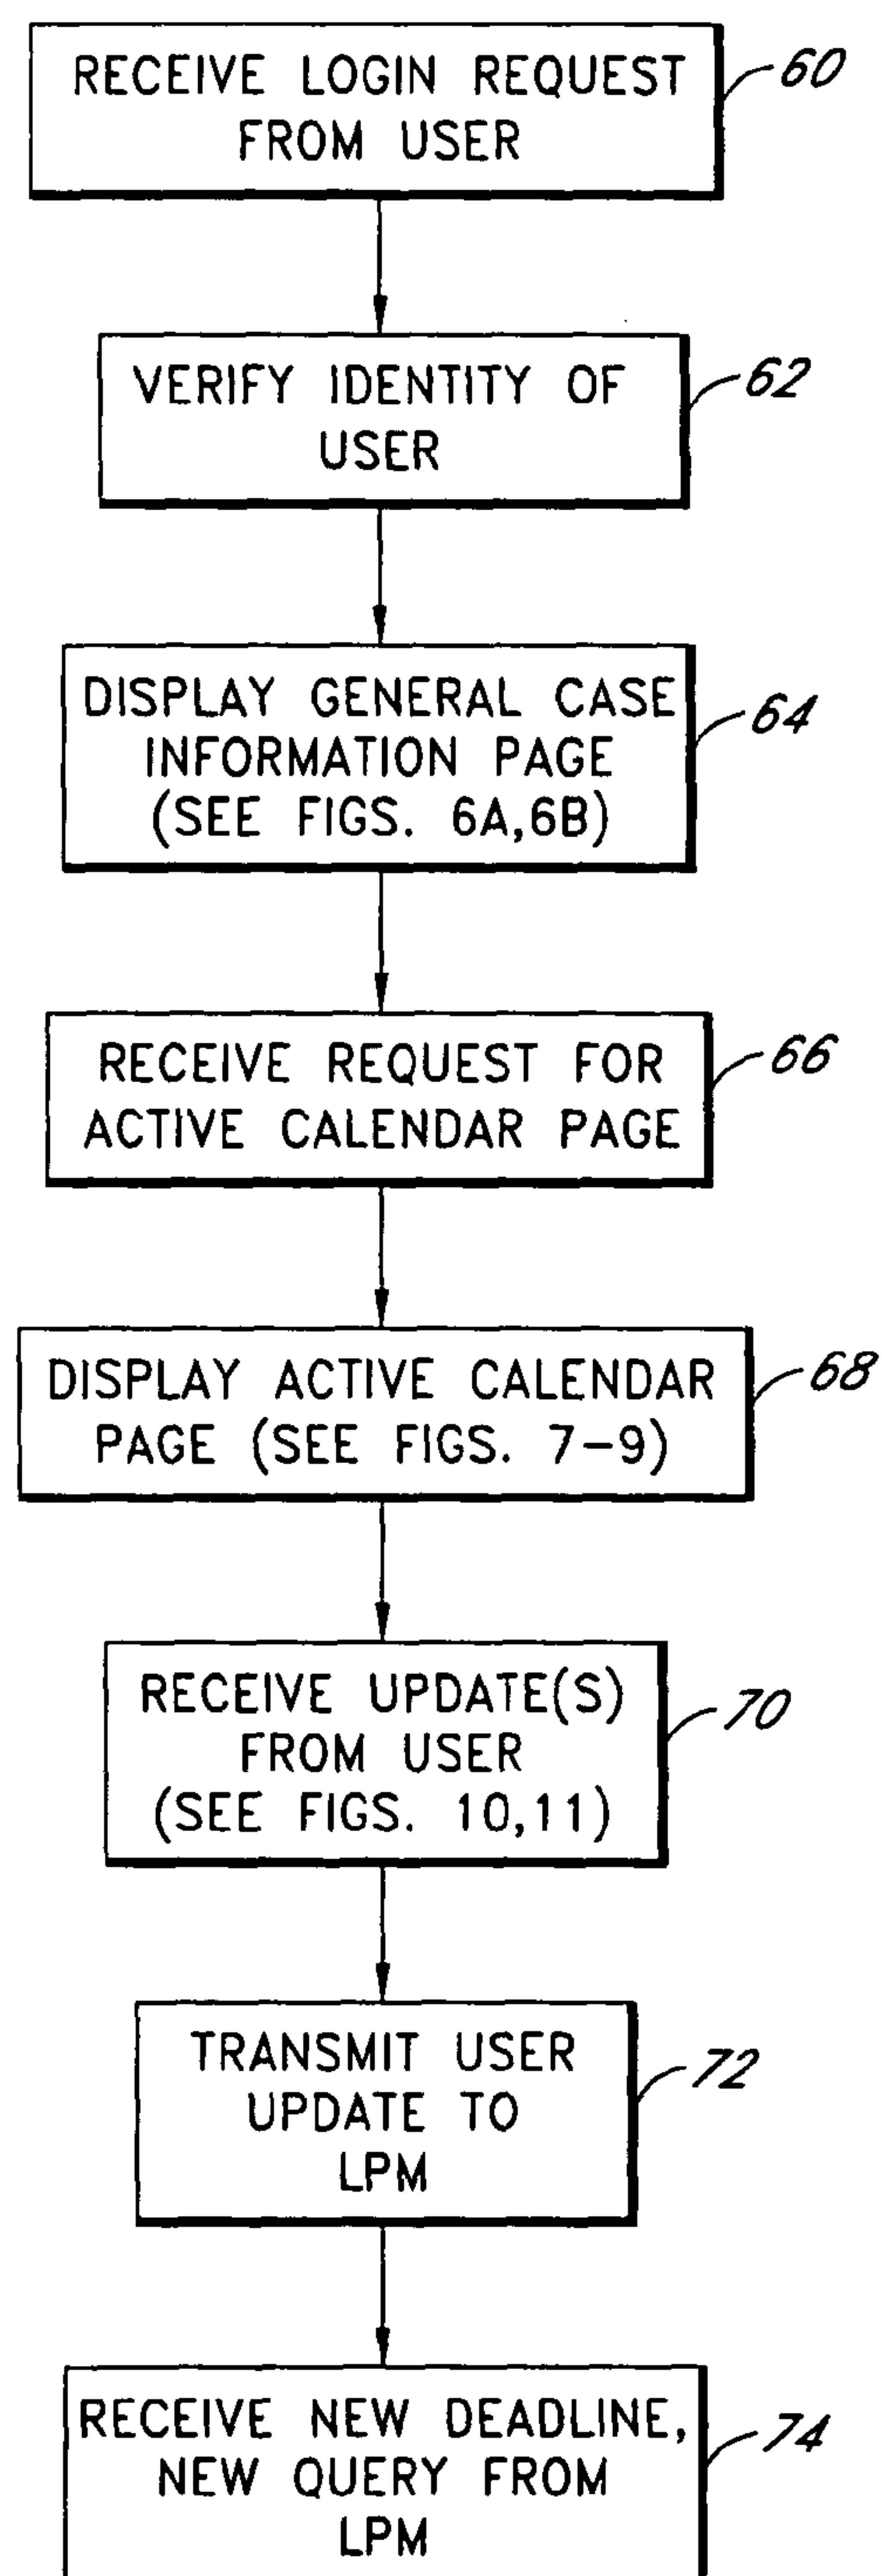 RECEIVE LOGIN REQUEST
FROM USER
60
VERIFY IDENTITY OF
USER
62
DISPLAY GENERAL CASE
INFORMATION PAGE
(SEE FIGS. 6A,6B)
64
RECEIVE REQUEST FOR
ACTIVE CALENDAR PAGE
66
DISPLAY ACTIVE CALENDAR
PAGE (SEE FIGS. 7-9)
68
RECEIVE UPDATE(S)
FROM USER
(SEE FIGS. 10,11)
70
TRANSMIT USER
UPDATE TO
LPM
72
RECEIVE NEW DEADLINE,
NEW QUERY FROM
LPM
74